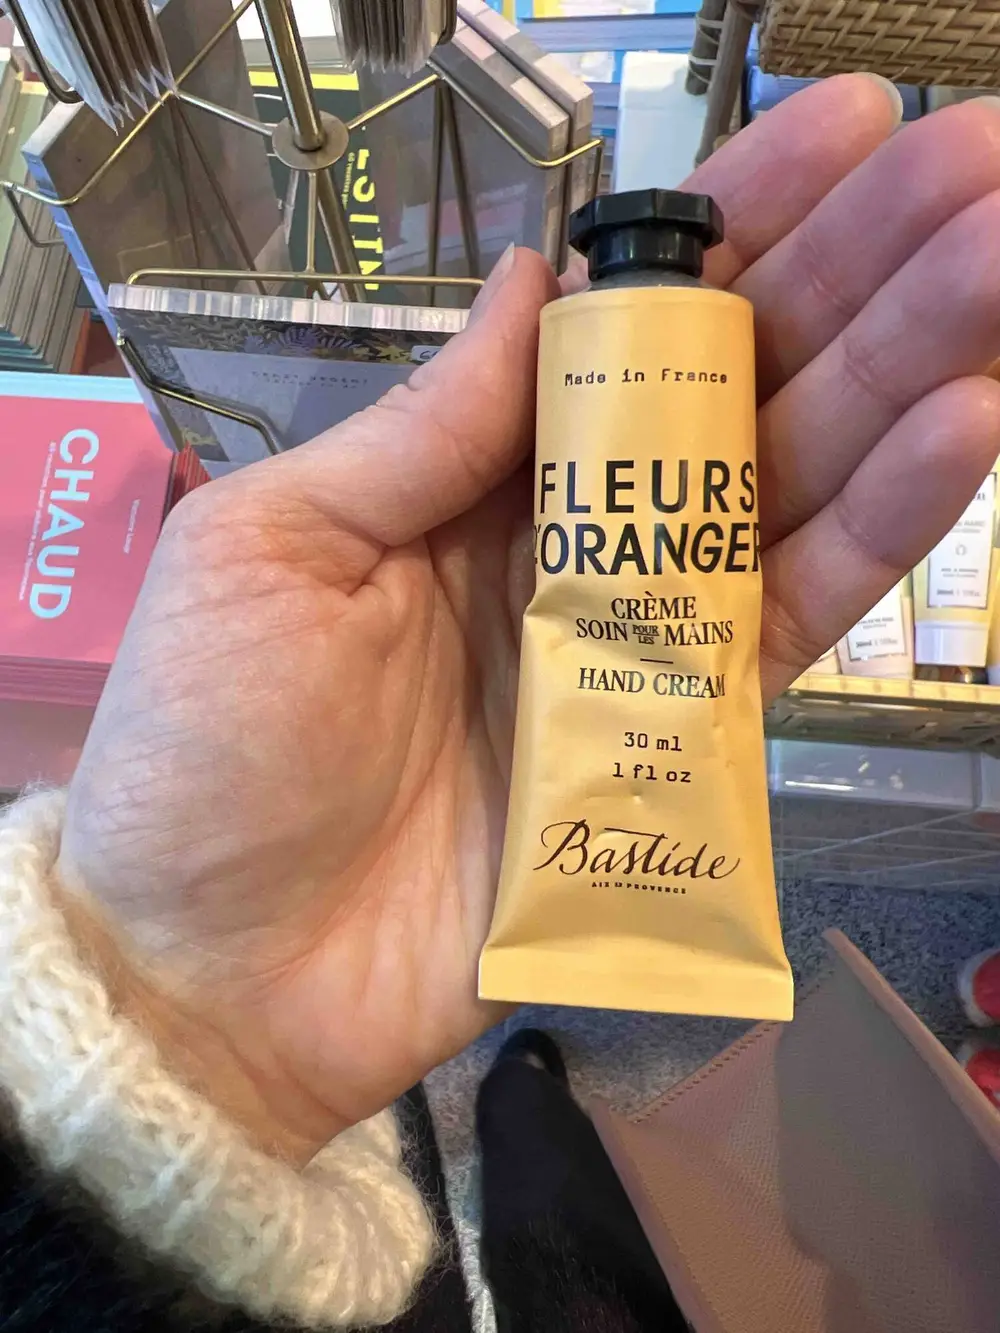 Made in France
FLEURS
D'ORANGER
CRÈME
SOIN POUR LES MAINS
HAND CREAM
30 ml
1 fl oz
Bastide
AIX EN PROVENCE
CHAUD